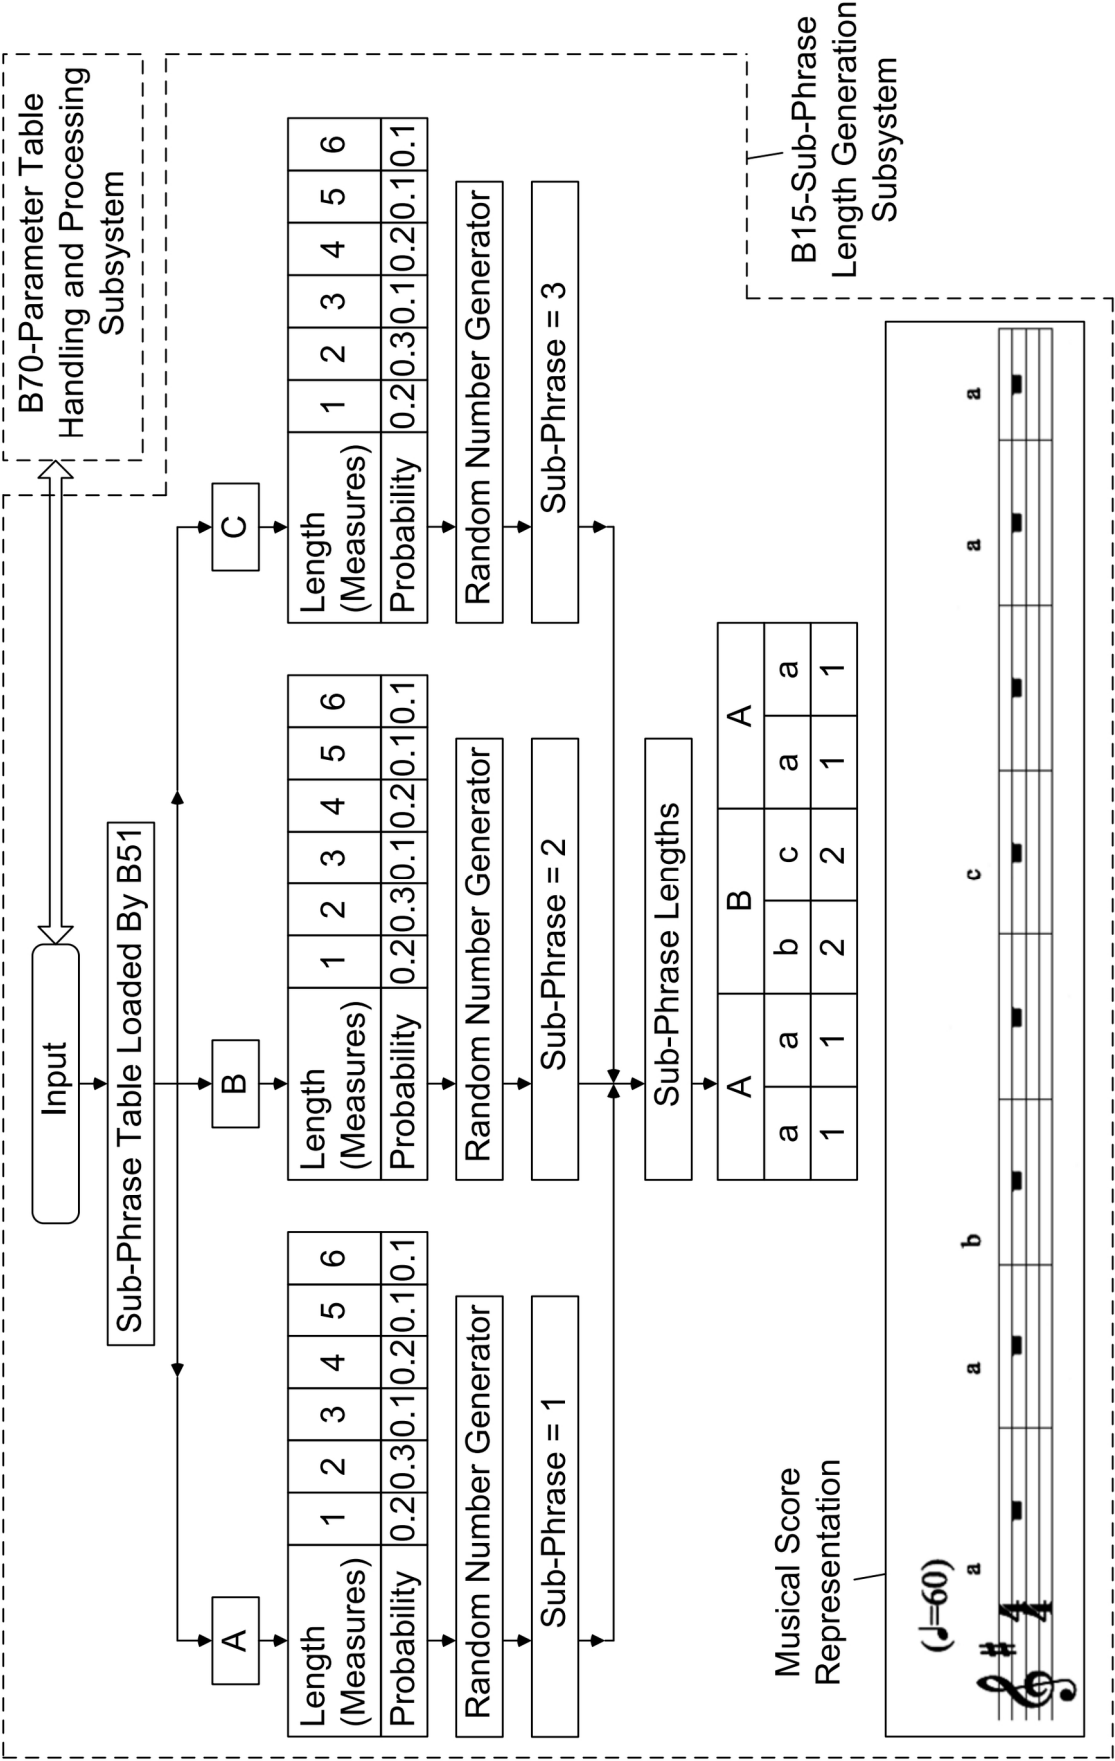 B70-Parameter Table
Handling and Processing
Subsystem
Input
Sub-Phrase Table Loaded By B51
A
B
C
Length
(Measures)
1 2 3 4 5 6
Probability 0.2 0.3 0.1 0.2 0.1 0.1
Length
(Measures)
1 2 3 4 5 6
Probability 0.2 0.3 0.1 0.2 0.1 0.1
Length
(Measures)
1 2 3 4 5 6
Probability 0.2 0.3 0.1 0.2 0.1 0.1
Random Number Generator
Random Number Generator
Random Number Generator
Sub-Phrase = 1
Sub-Phrase = 2
Sub-Phrase = 3
Sub-Phrase Lengths
A B A
a a b c a a
1 1 2 2 1 1
B15-Sub-Phrase
Length Generation
Subsystem
Musical Score
Representation
(♩=60)
a a b c a a
4
4